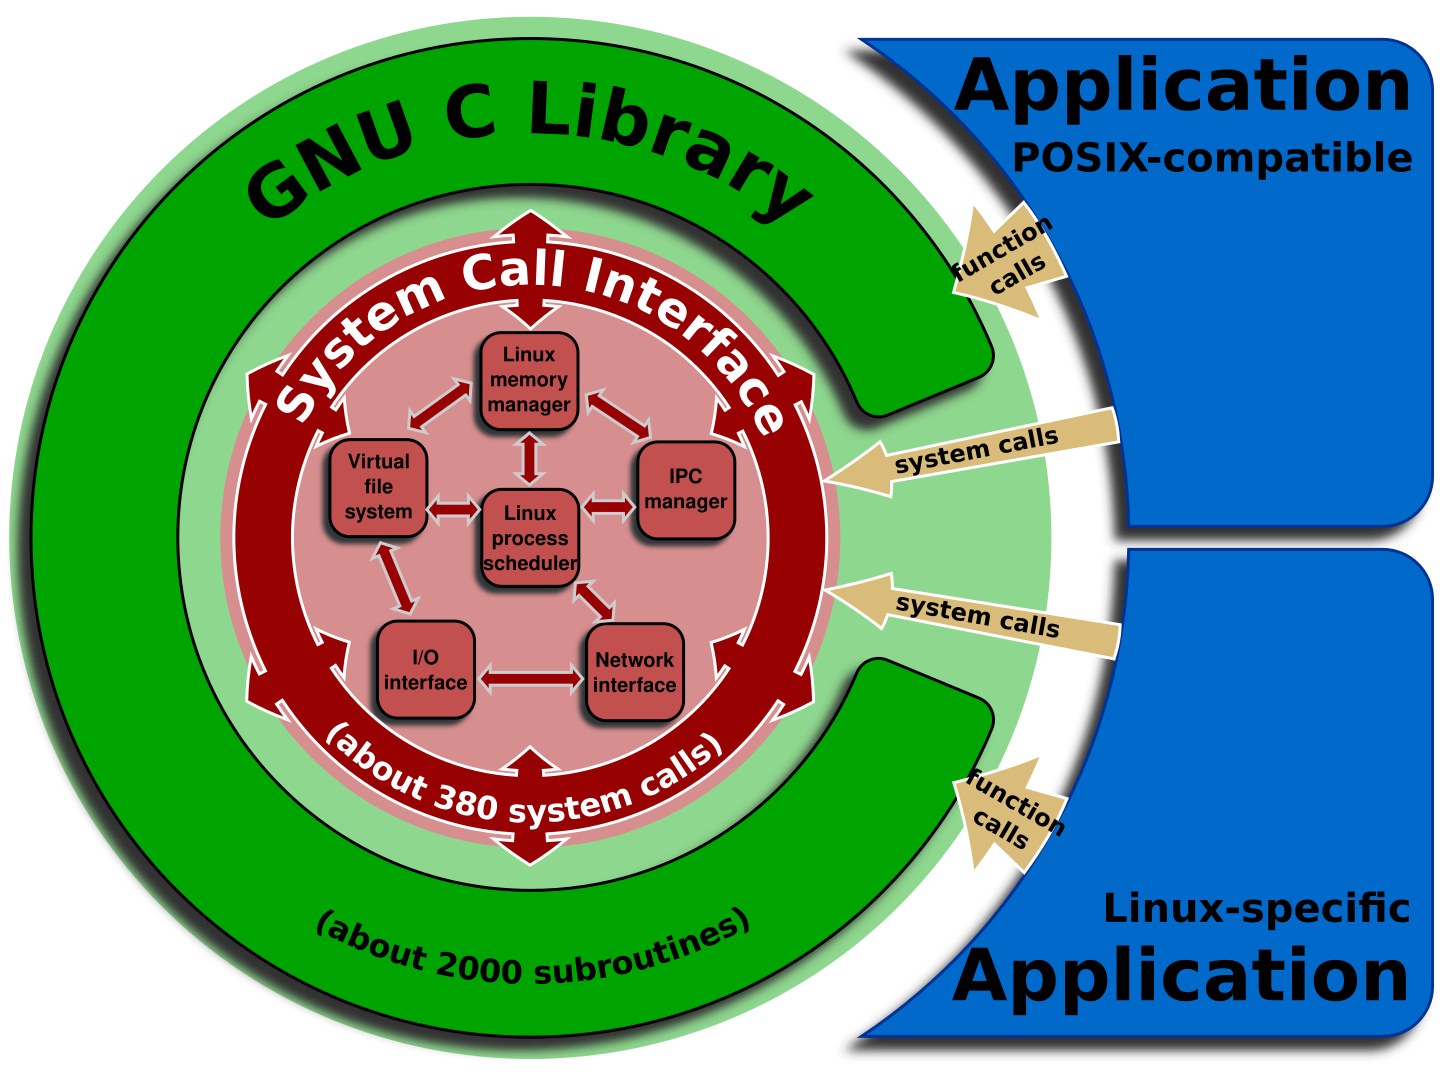 GNU C Library
Application
POSIX-compatible
function
calls
System Call Interface
Linux
memory
manager
Virtual
file
system
IPC
manager
Linux
process
scheduler
system calls
system calls
I/O
interface
Network
interface
(about 380 system calls)
function
calls
(about 2000 subroutines)
Linux-specific
Application